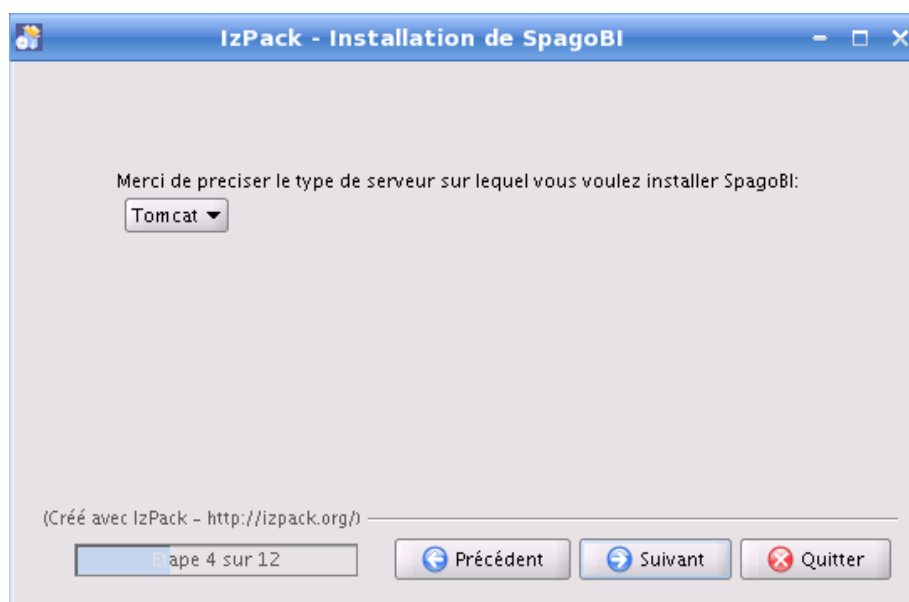 IzPack - Installation de SpagoBI
Merci de preciser le type de serveur sur lequel vous voulez installer SpagoBI:
Tomcat
(Créé avec IzPack - http://izpack.org/)
Etape 4 sur 12
Précédent
Suivant
Quitter